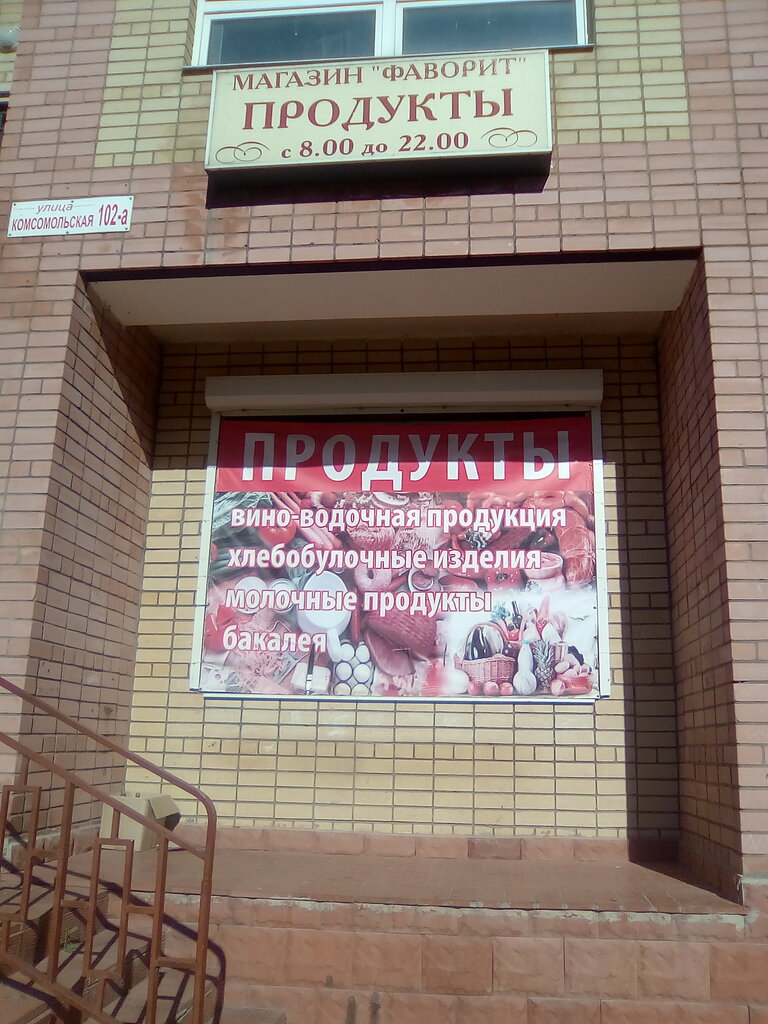 МАГАЗИН "ФАВОРИТ"
ПРОДУКТЫ
с 8.00 до 22.00
улица
КОМСОМОЛЬСКАЯ 102-а
ПРОДУКТЫ
вино-водочная продукция
хлебобулочные изделия
молочные продукты
бакалея